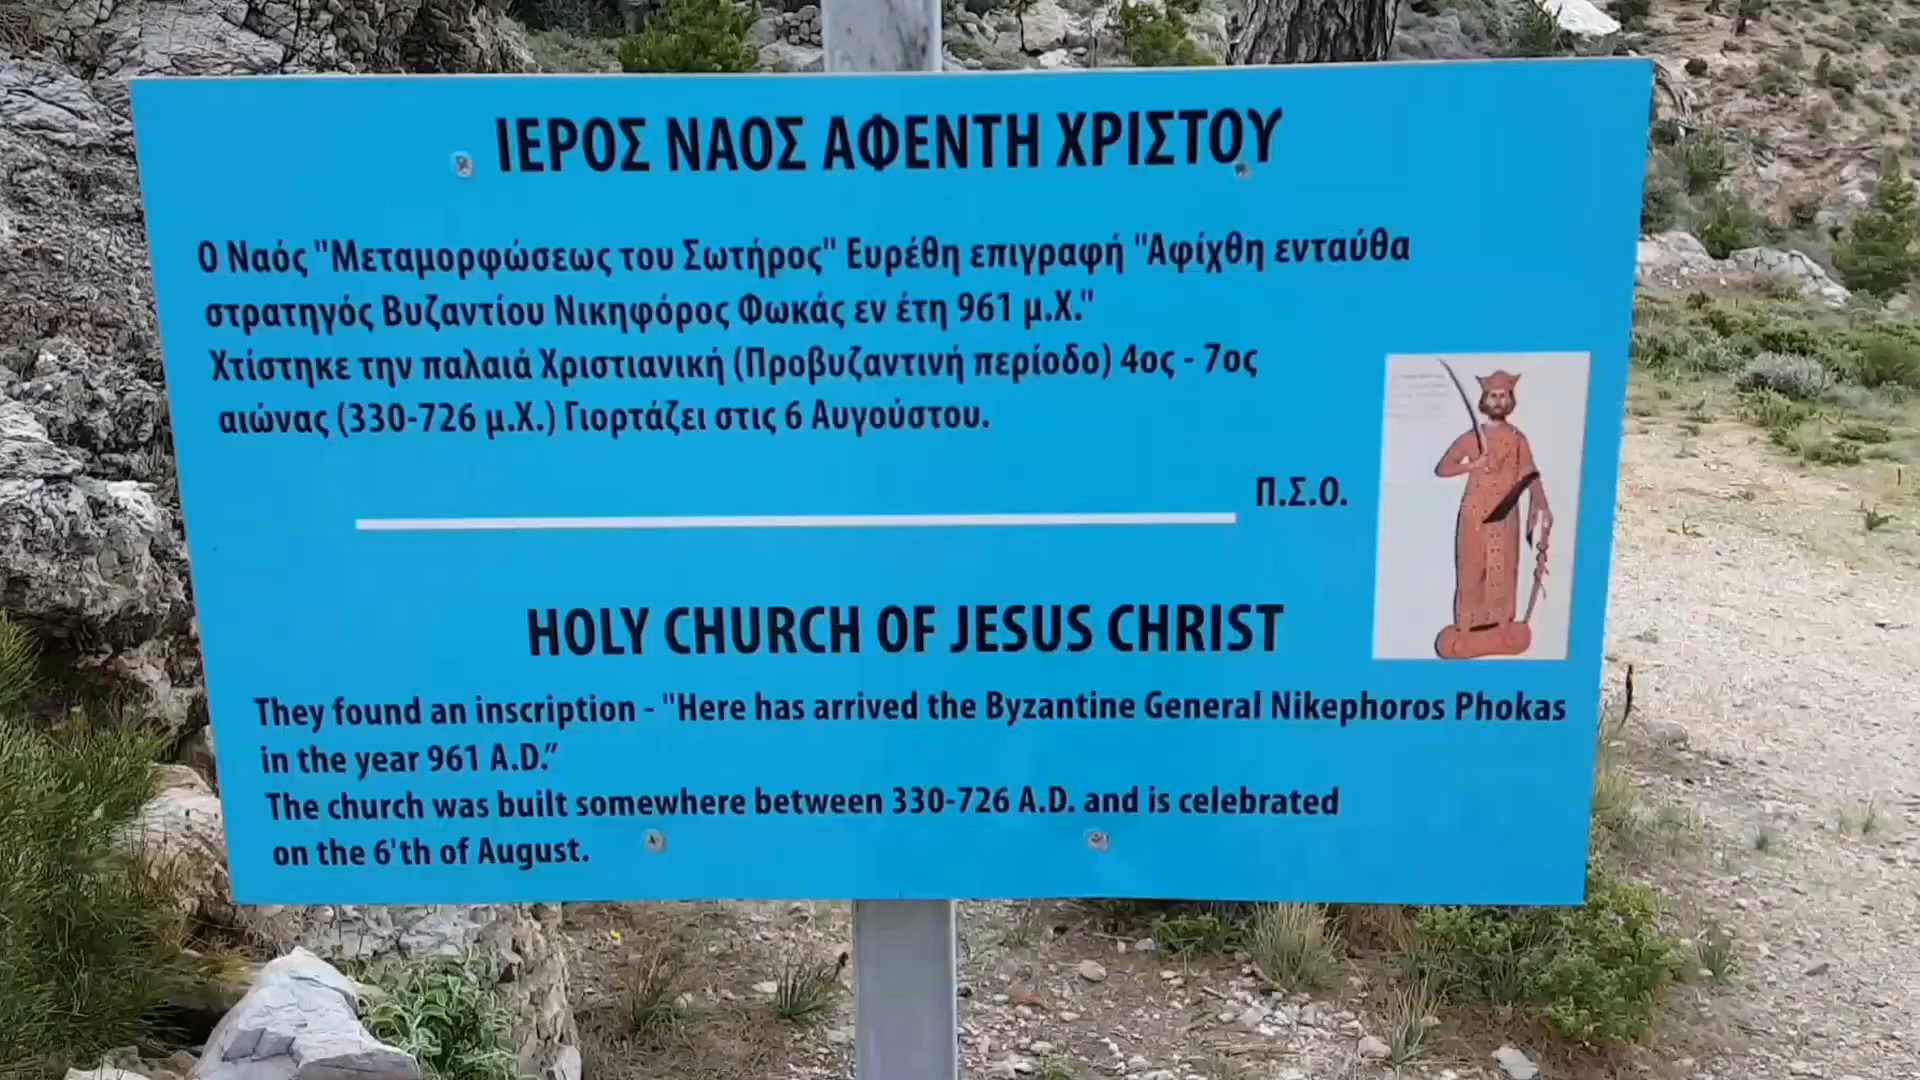 ΙΕΡΟΣ ΝΑΟΣ ΑΦΕΝΤΗ ΧΡΙΣΤΟΥ
Ο Ναός "Μεταμορφώσεως του Σωτήρος" Ευρέθη επιγραφή "Αφίχθη ενταύθα
στρατηγός Βυζαντίου Νικηφόρος Φωκάς εν έτη 961 μ.Χ."
Χτίστηκε την παλαιά Χριστιανική (Προβυζαντινή περίοδο) 4ος - 7ος
αιώνας (330-726 μ.Χ.) Γιορτάζει στις 6 Αυγούστου.
Π.Σ.Ο.
HOLY CHURCH OF JESUS CHRIST
They found an inscription - "Here has arrived the Byzantine General Nikephoros Phokas
in the year 961 A.D.”
The church was built somewhere between 330-726 A.D. and is celebrated
on the 6'th of August.